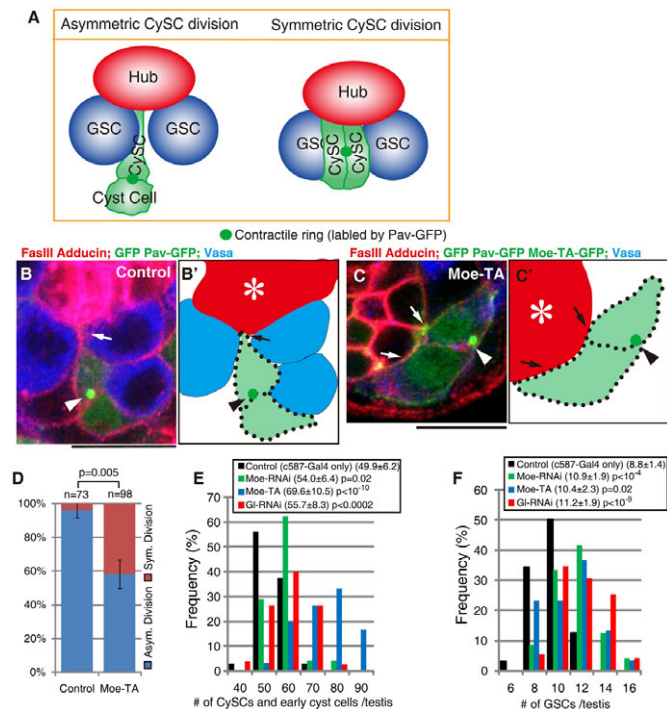 A
Asymmetric CySC division
Symmetric CySC division
Hub
GSC
GSC
CySC
Cyst Cell
Hub
GSC
CySC
CySC
GSC
Contractile ring (labled by Pav-GFP)
FasIII Adducin; GFP Pav-GFP; Vasa
B
Control
B'
*
FasIII Adducin; GFP Pav-GFP Moe-TA-GFP; Vasa
C
Moe-TA
C'
*
D
p=0.005
n=73
n=98
100%
80%
60%
40%
20%
0%
Control
Moe-TA
Asym. Division
Sym. Division
E
Control (c587-Gal4 only) (49.9±6.2)
Moe-RNAi (54.0±6.4) p=0.02
Moe-TA (69.6±10.5) p<10⁻¹⁰
Gl-RNAi (55.7±8.3) p<0.0002
Frequency (%)
70
60
50
40
30
20
10
0
40
50
60
70
80
90
# of CySCs and early cyst cells /testis
F
Control (c587-Gal4 only) (8.8±1.4)
Moe-RNAi (10.9±1.9) p<10⁻⁴
Moe-TA (10.4±2.3) p=0.02
Gl-RNAi (11.2±1.9) p<10⁻⁹
Frequency (%)
60
50
40
30
20
10
0
6
8
10
12
14
16
# of GSCs /testis